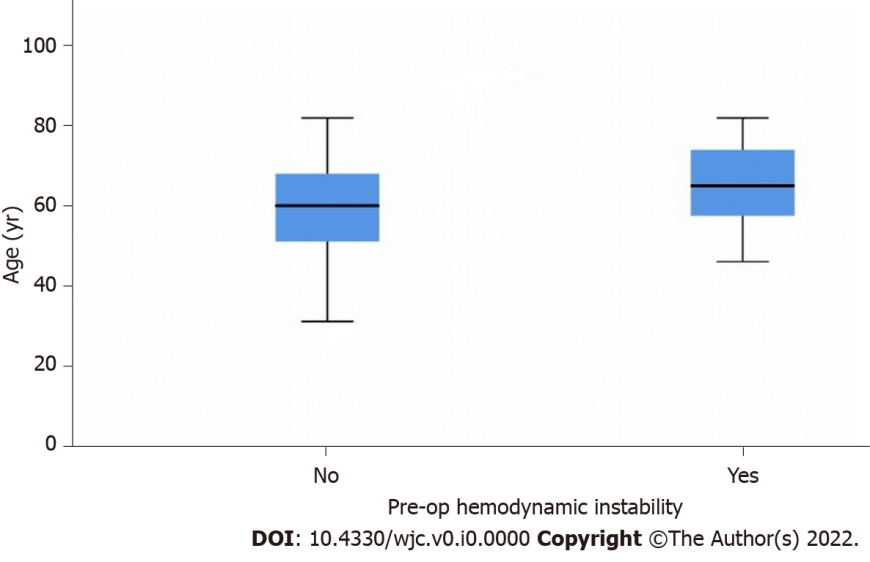 100
80
60
40
20
0
Age (yr)
No Yes
Pre-op hemodynamic instability
DOI: 10.4330/wjc.v0.i0.0000 Copyright ©The Author(s) 2022.